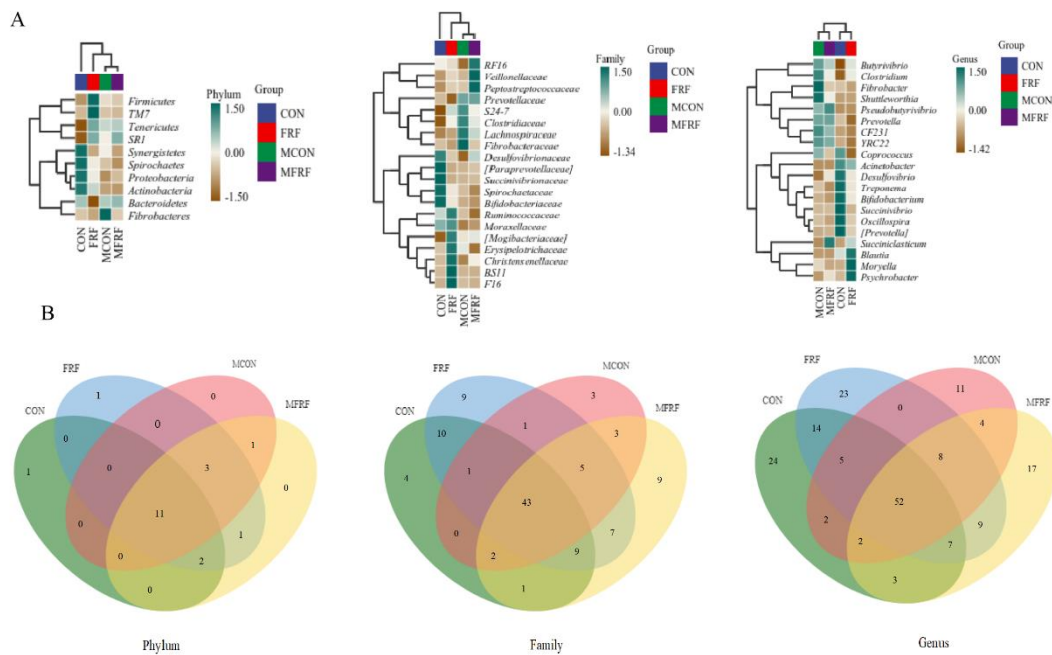 A
Phylum
1.50
0.00
-1.50
Group
CON
FRF
MCON
MFRF
Firmicutes
TM7
Tenericutes
SR1
Synergistetes
Spirochaetes
Proteobacteria
Actinobacteria
Bacteroidetes
Fibrobacteres
CON
FRF
MCON
MFRF
Family
1.50
0.00
-1.34
Group
CON
FRF
MCON
MFRF
RF16
Veillonellaceae
Peptostreptococcaceae
Prevotellaceae
S24-7
Clostridiaceae
Lachnospiraceae
Fibrobacteraceae
Desulfovibrionaceae
[Paraprevotellaceae]
Succinivibrionaceae
Spirochaetaceae
Bifidobacteriaceae
Ruminococcaceae
Moraxellaceae
[Mogibacteriaceae]
Erysipelotrichaceae
Christensenellaceae
BS11
F16
CON
FRF
MCON
MFRF
Genus
1.50
0.00
-1.42
Group
CON
FRF
MCON
MFRF
Butyrivibrio
Clostridium
Fibrobacter
Shuttleworthia
Pseudobutyrivibrio
Prevotella
CF231
YRC22
Coprococcus
Acinetobacter
Desulfovibrio
Treponema
Bifidobacterium
Succinivibrio
Oscillospira
[Prevotella]
Succiniclasticum
Blautia
Moryella
Psychrobacter
MCON
MFRF
CON
FRF
B
CON
FRF
MCON
MFRF
1
0
1
0
0
1
0
0
3
11
0
0
1
2
0
0
Phylum
CON
FRF
MCON
MFRF
9
3
10
1
3
4
1
5
9
43
0
7
2
9
1
Family
CON
FRF
MCON
MFRF
23
11
14
0
4
24
5
8
17
52
2
9
2
7
3
Genus